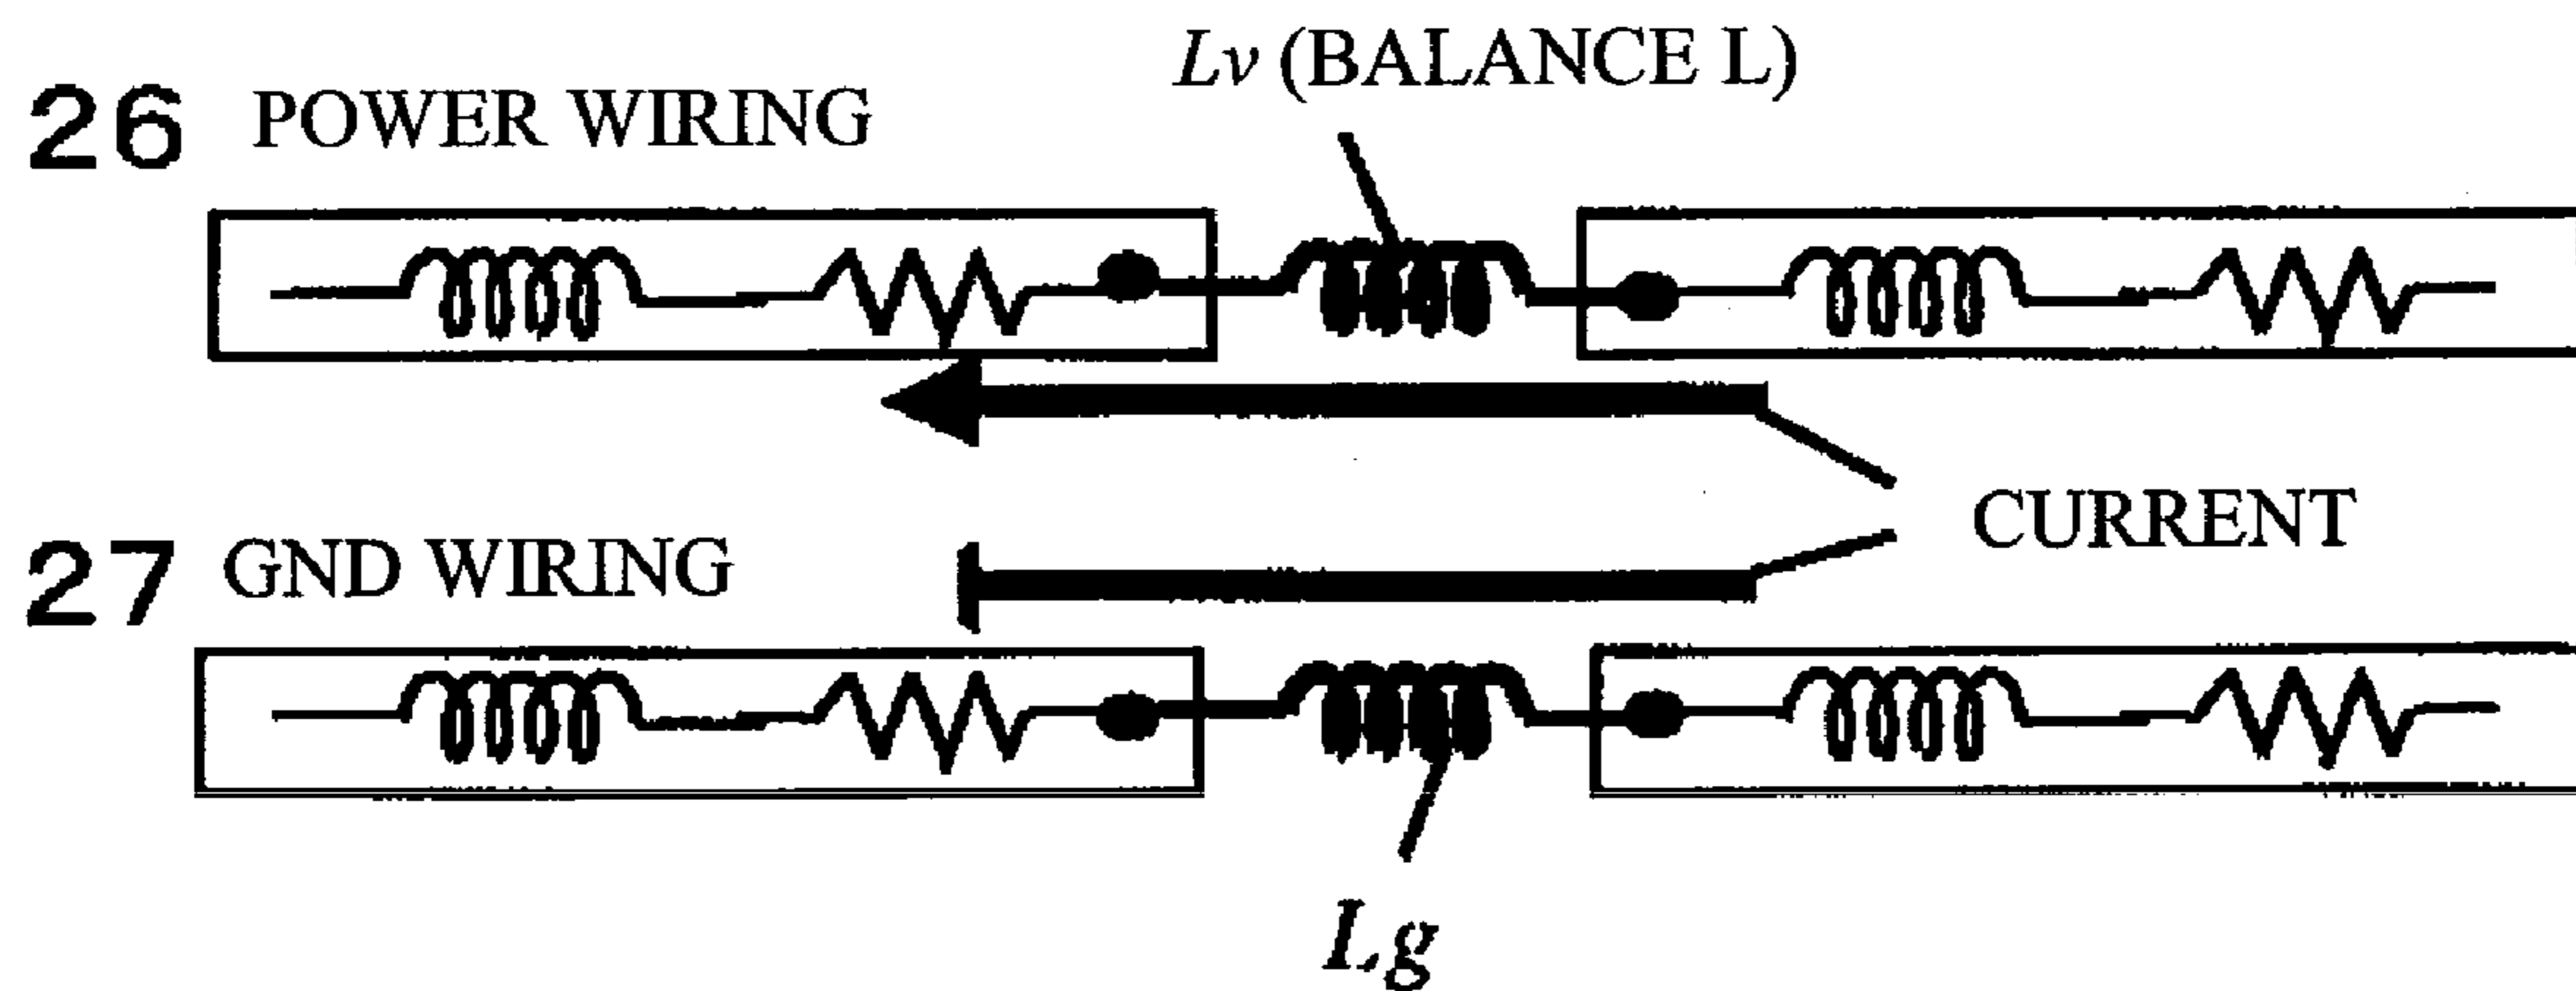 Lv (BALANCE L)
26 POWER WIRING
CURRENT
27 GND WIRING
Lg